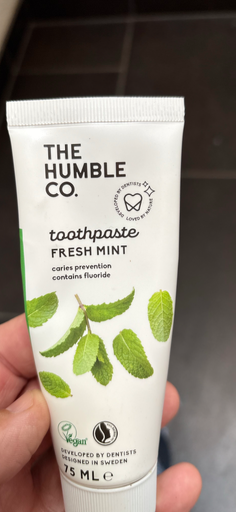 THE
HUMBLE
CO.
DEVELOPED BY DENTISTS
LOVED BY NATURE
toothpaste
FRESH MINT
caries prevention
contains fluoride
Vegan
DEVELOPED BY DENTISTS
DESIGNED IN SWEDEN
75 ML e